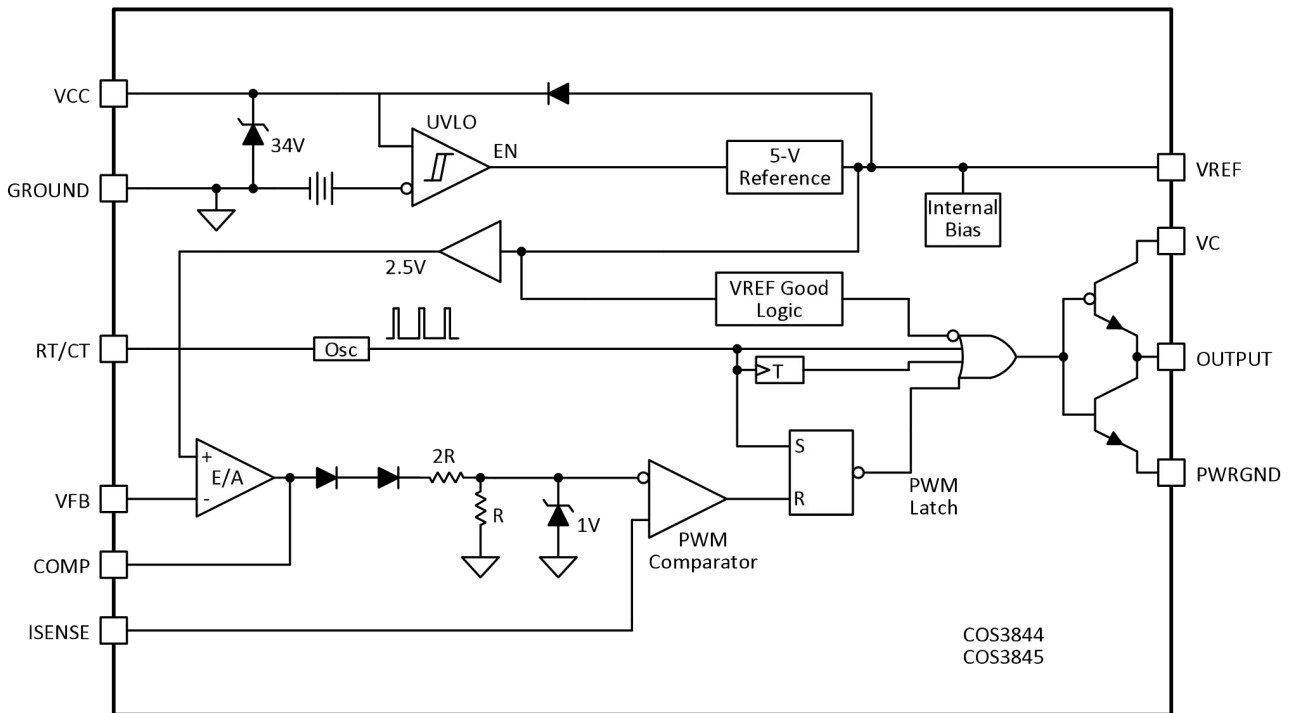 VCC
34V
UVLO
EN
5-V
Reference
VREF
GROUND
Internal
Bias
VC
2.5V
VREF Good
Logic
RT/CT
Osc
T
OUTPUT
+
E/A
-
2R
R
1V
S
R
PWM
Latch
PWRGND
VFB
PWM
Comparator
COMP
ISENSE
COS3844
COS3845